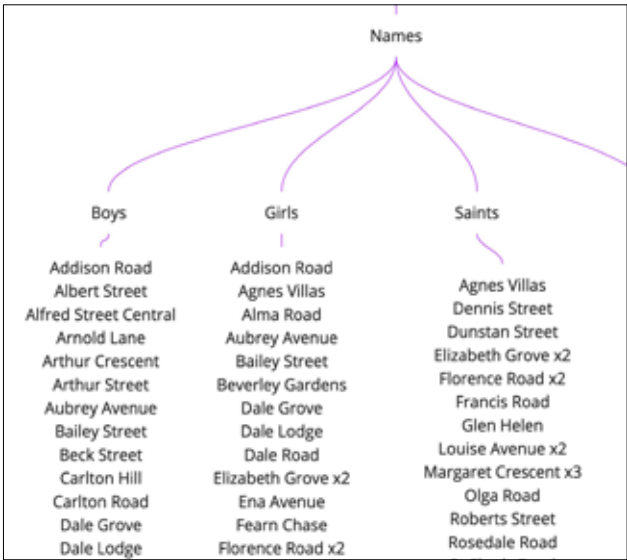 Names
Boys
Addison Road
Albert Street
Alfred Street Central
Arnold Lane
Arthur Crescent
Arthur Street
Aubrey Avenue
Bailey Street
Beck Street
Carlton Hill
Carlton Road
Dale Grove
Dale Lodge
Girls
Addison Road
Agnes Villas
Alma Road
Aubrey Avenue
Bailey Street
Beverley Gardens
Dale Grove
Dale Lodge
Dale Road
Elizabeth Grove x2
Ena Avenue
Fearn Chase
Florence Road x2
Saints
Agnes Villas
Dennis Street
Dunstan Street
Elizabeth Grove x2
Florence Road x2
Francis Road
Glen Helen
Louise Avenue x2
Margaret Crescent x3
Olga Road
Roberts Street
Rosedale Road